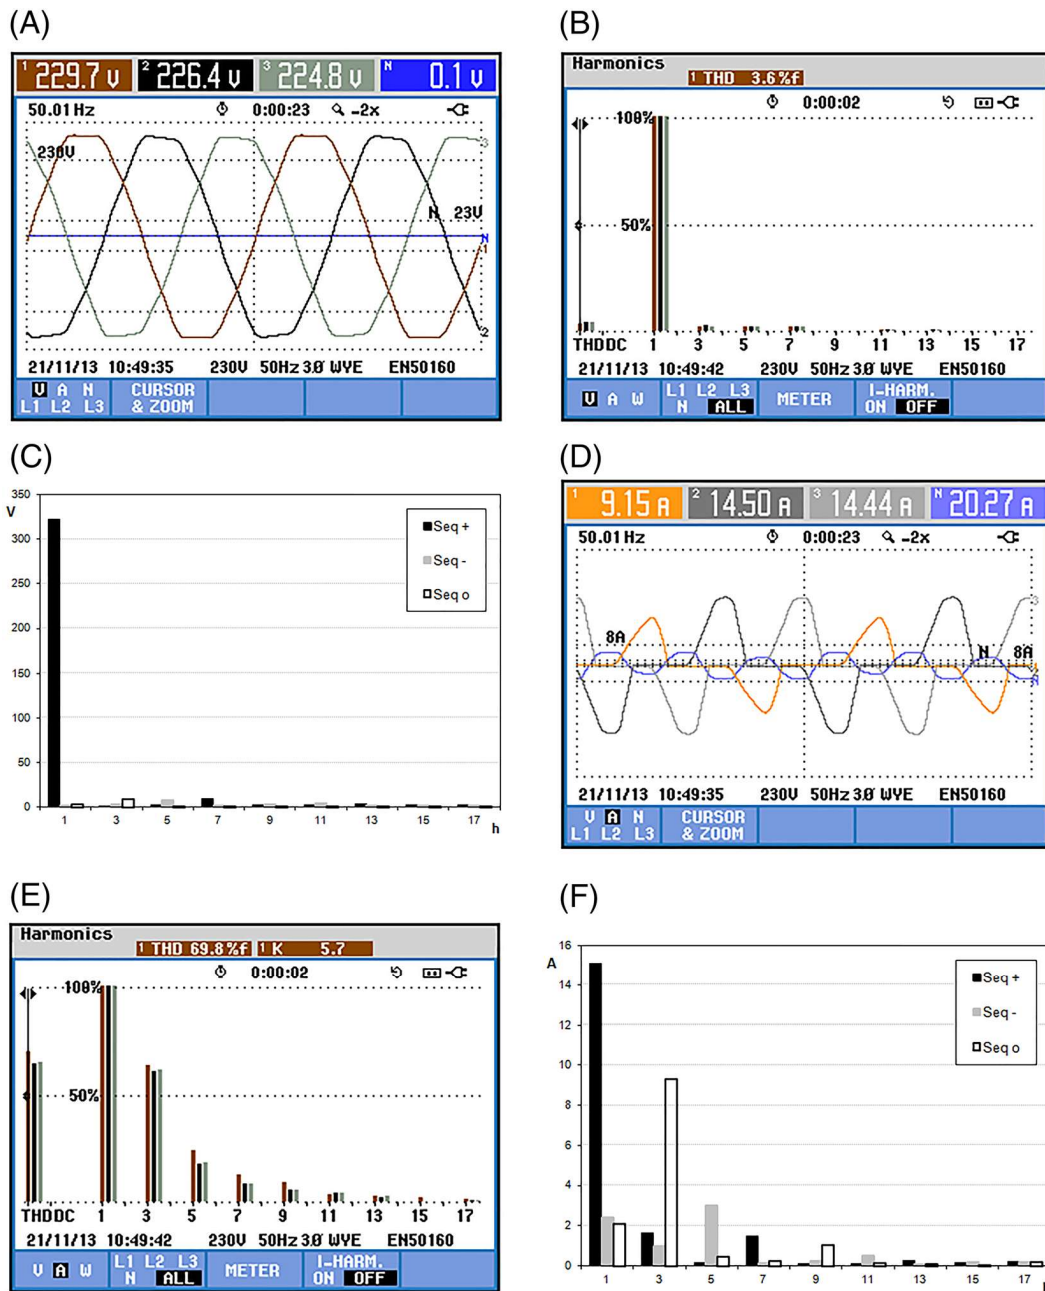 (A)
1 229.7 V 2 226.4 V 3 224.8 V N 0.1 V
50.01 Hz 0:00:23 -2x
230V
3
N 23V
N
1
2
21/11/13 10:49:35 230V 50Hz 3Ø WYE EN50160
V A N
L1 L2 L3
CURSOR
& ZOOM
(B)
Harmonics
1 THD 3.6%f
0:00:02
100%
50%
THDDC 1 3 5 7 9 11 13 15 17
21/11/13 10:49:42 230V 50Hz 3Ø WYE EN50160
V A W
L1 L2 L3
N ALL
METER
I-HARM.
ON OFF
(C)
350
V
300
250
200
150
100
50
0
Seq +
Seq -
Seq o
1 3 5 7 9 11 13 15 17
h
(D)
1 9.15 A 2 14.50 A 3 14.44 A N 20.27 A
50.01 Hz 0:00:23 -2x
3
8A
N 8A
21/11/13 10:49:35 230V 50Hz 3Ø WYE EN50160
V A N
L1 L2 L3
CURSOR
& ZOOM
(E)
Harmonics
1 THD 69.8%f 1 K 5.7
0:00:02
100%
50%
THDDC 1 3 5 7 9 11 13 15 17
21/11/13 10:49:42 230V 50Hz 3Ø WYE EN50160
V A W
L1 L2 L3
N ALL
METER
I-HARM.
ON OFF
(F)
16
A
14
12
10
8
6
4
2
0
Seq +
Seq -
Seq o
1 3 5 7 9 11 13 15 17